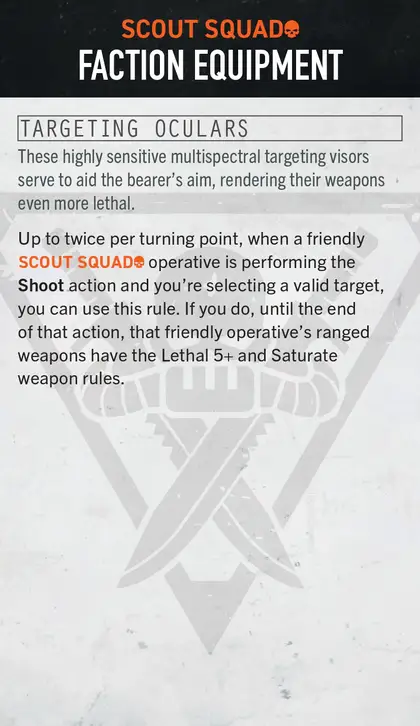 SCOUT SQUAD
FACTION EQUIPMENT
TARGETING OCULARS
These highly sensitive multispectral targeting visors
serve to aid the bearer's aim, rendering their weapons
even more lethal.
Up to twice per turning point, when a friendly
SCOUT SQUAD operative is performing the
Shoot action and you're selecting a valid target,
you can use this rule. If you do, until the end
of that action, that friendly operative's ranged
weapons have the Lethal 5+ and Saturate
weapon rules.